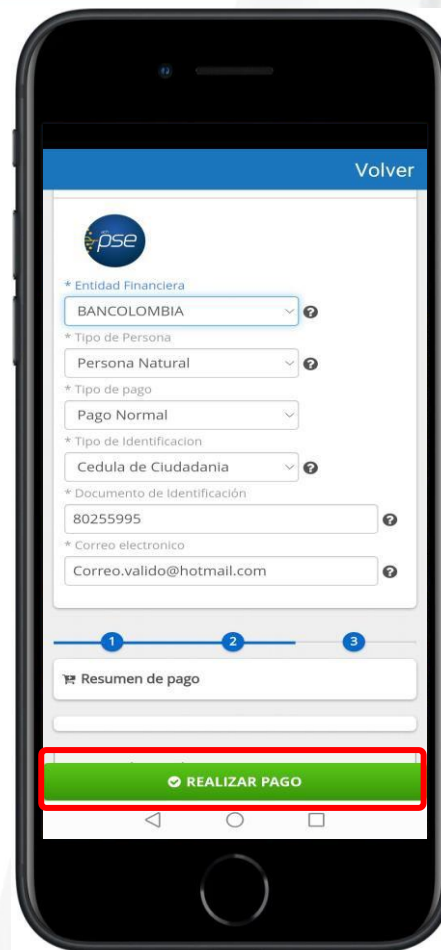 Volver
pse
* Entidad Financiera
BANCOLOMBIA
* Tipo de Persona
Persona Natural
* Tipo de pago
Pago Normal
* Tipo de Identificacion
Cedula de Ciudadania
* Documento de Identificación
80255995
* Correo electronico
Correo.valido@hotmail.com
1 2 3
Resumen de pago
REALIZAR PAGO